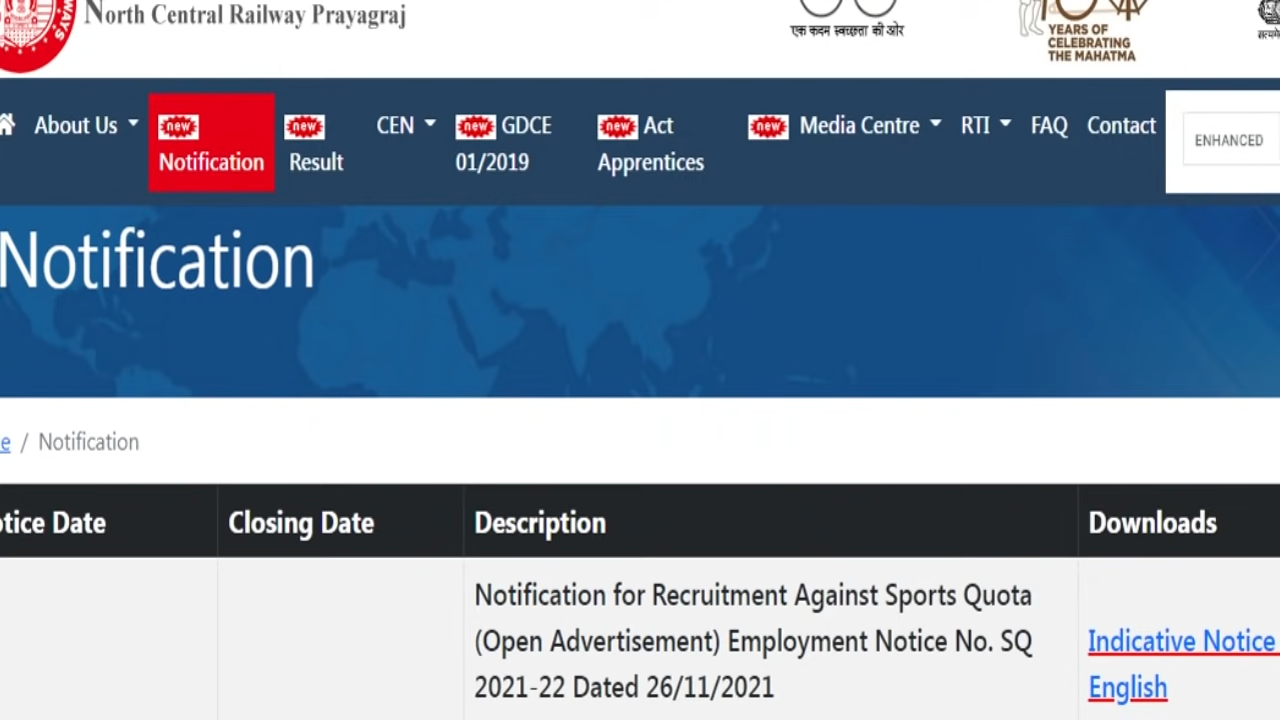 North Central Railway Prayagraj
एक कदम स्वच्छता की ओर
YEARS OF
CELEBRATING
THE MAHATMA
About Us
new
Notification
new
Result
CEN
new GDCE
01/2019
new Act
Apprentices
new Media Centre
RTI
FAQ
Contact
ENHANCED
Notification
e / Notification
otice Date
Closing Date
Description
Downloads
Notification for Recruitment Against Sports Quota
(Open Advertisement) Employment Notice No. SQ
2021-22 Dated 26/11/2021
Indicative Notice
English